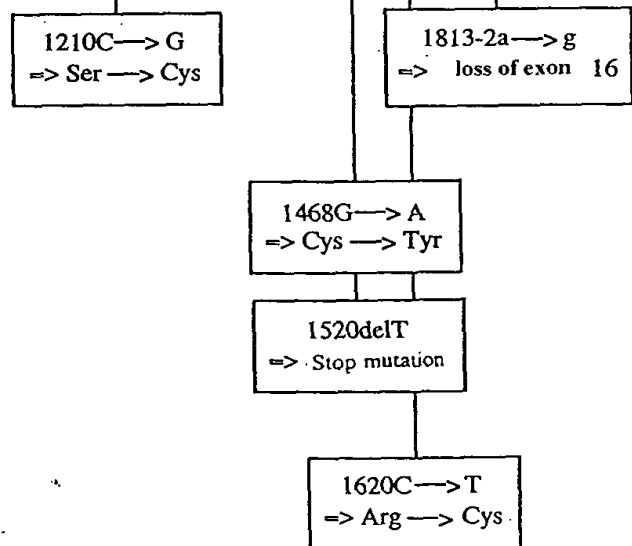 1210C—> G
=> Ser —> Cys
1813-2a—> g
=> loss of exon 16
1468G—> A
=> Cys —> Tyr
1520delT
=> Stop mutation
1620C—> T
=> Arg —> Cys